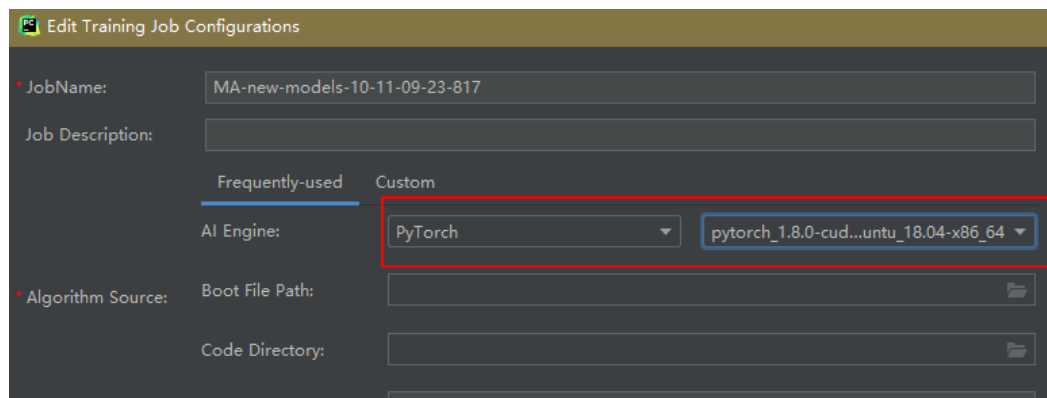 PC Edit Training Job Configurations
* JobName: MA-new-models-10-11-09-23-817
Job Description:
Frequently-used Custom
AI Engine: PyTorch pytorch_1.8.0-cud...untu_18.04-x86_64
* Algorithm Source: Boot File Path:
Code Directory: